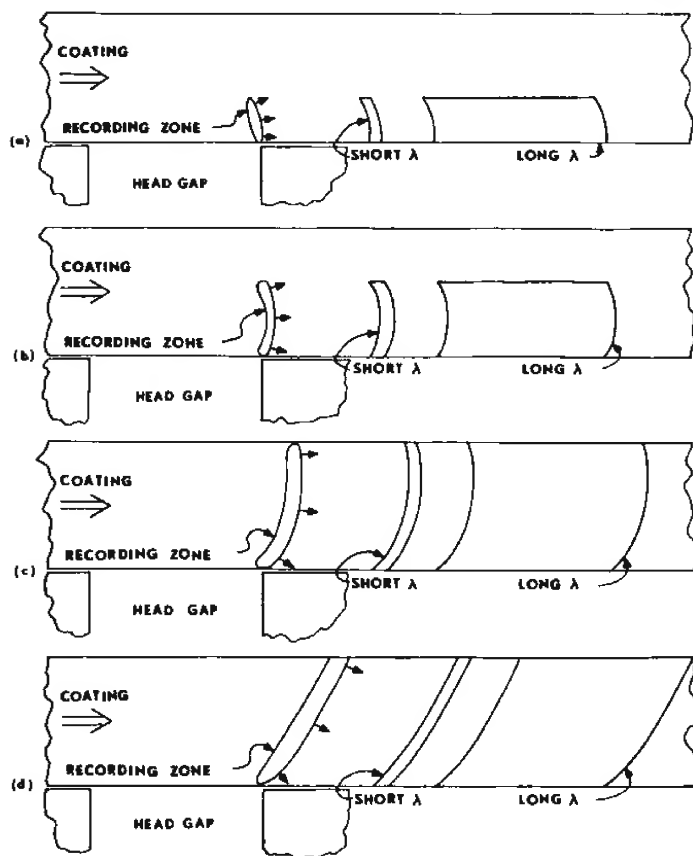 COATING
RECORDING ZONE
(a)
HEAD GAP
SHORT λ
LONG λ
COATING
RECORDING ZONE
(b)
HEAD GAP
SHORT λ
LONG λ
COATING
RECORDING ZONE
(c)
HEAD GAP
SHORT λ
LONG λ
COATING
RECORDING ZONE
(d)
HEAD GAP
SHORT λ
LONG λ